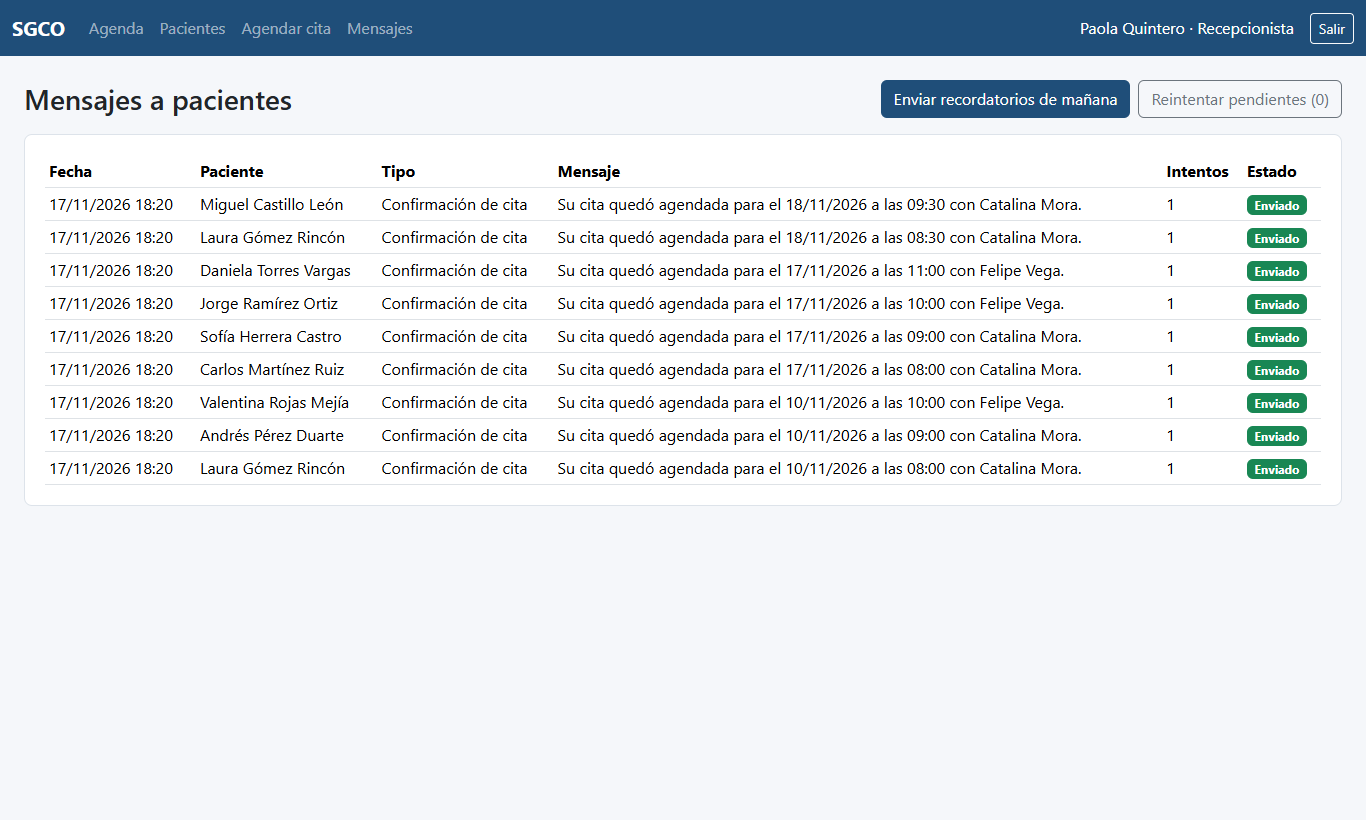 SGCO Agenda Pacientes Agendar cita Mensajes Paola Quintero · Recepcionista Salir
Mensajes a pacientes Enviar recordatorios de mañana Reintentar pendientes (0)
Fecha Paciente Tipo Mensaje Intentos Estado
17/11/2026 18:20 Miguel Castillo León Confirmación de cita Su cita quedó agendada para el 18/11/2026 a las 09:30 con Catalina Mora. 1 Enviado
17/11/2026 18:20 Laura Gómez Rincón Confirmación de cita Su cita quedó agendada para el 18/11/2026 a las 08:30 con Catalina Mora. 1 Enviado
17/11/2026 18:20 Daniela Torres Vargas Confirmación de cita Su cita quedó agendada para el 17/11/2026 a las 11:00 con Felipe Vega. 1 Enviado
17/11/2026 18:20 Jorge Ramírez Ortiz Confirmación de cita Su cita quedó agendada para el 17/11/2026 a las 10:00 con Felipe Vega. 1 Enviado
17/11/2026 18:20 Sofía Herrera Castro Confirmación de cita Su cita quedó agendada para el 17/11/2026 a las 09:00 con Catalina Mora. 1 Enviado
17/11/2026 18:20 Carlos Martínez Ruiz Confirmación de cita Su cita quedó agendada para el 17/11/2026 a las 08:00 con Catalina Mora. 1 Enviado
17/11/2026 18:20 Valentina Rojas Mejía Confirmación de cita Su cita quedó agendada para el 10/11/2026 a las 10:00 con Felipe Vega. 1 Enviado
17/11/2026 18:20 Andrés Pérez Duarte Confirmación de cita Su cita quedó agendada para el 10/11/2026 a las 09:00 con Catalina Mora. 1 Enviado
17/11/2026 18:20 Laura Gómez Rincón Confirmación de cita Su cita quedó agendada para el 10/11/2026 a las 08:00 con Catalina Mora. 1 Enviado